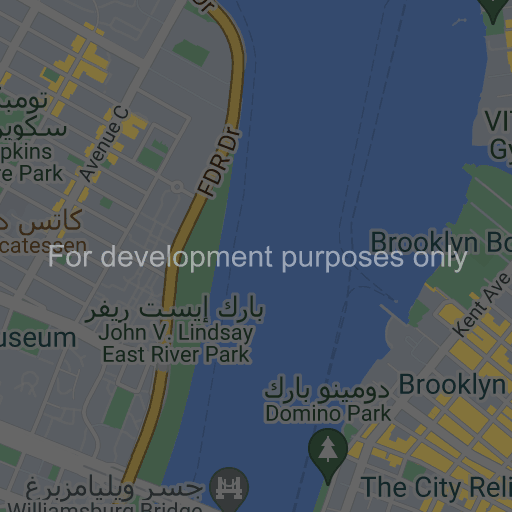 Dr
تومب
سكوير
pkins
re Park
Avenue C
FDR Dr
VI
Gy
كاتس د
catessen
Brooklyn Bo
For development purposes only
Kent Ave
بارك إيست ريفر
John V. Lindsay
East River Park
useum
دومينو بارك
Domino Park
Brooklyn
The City Reli
جسر ويليامزبرغ
Williamsburg Bridge